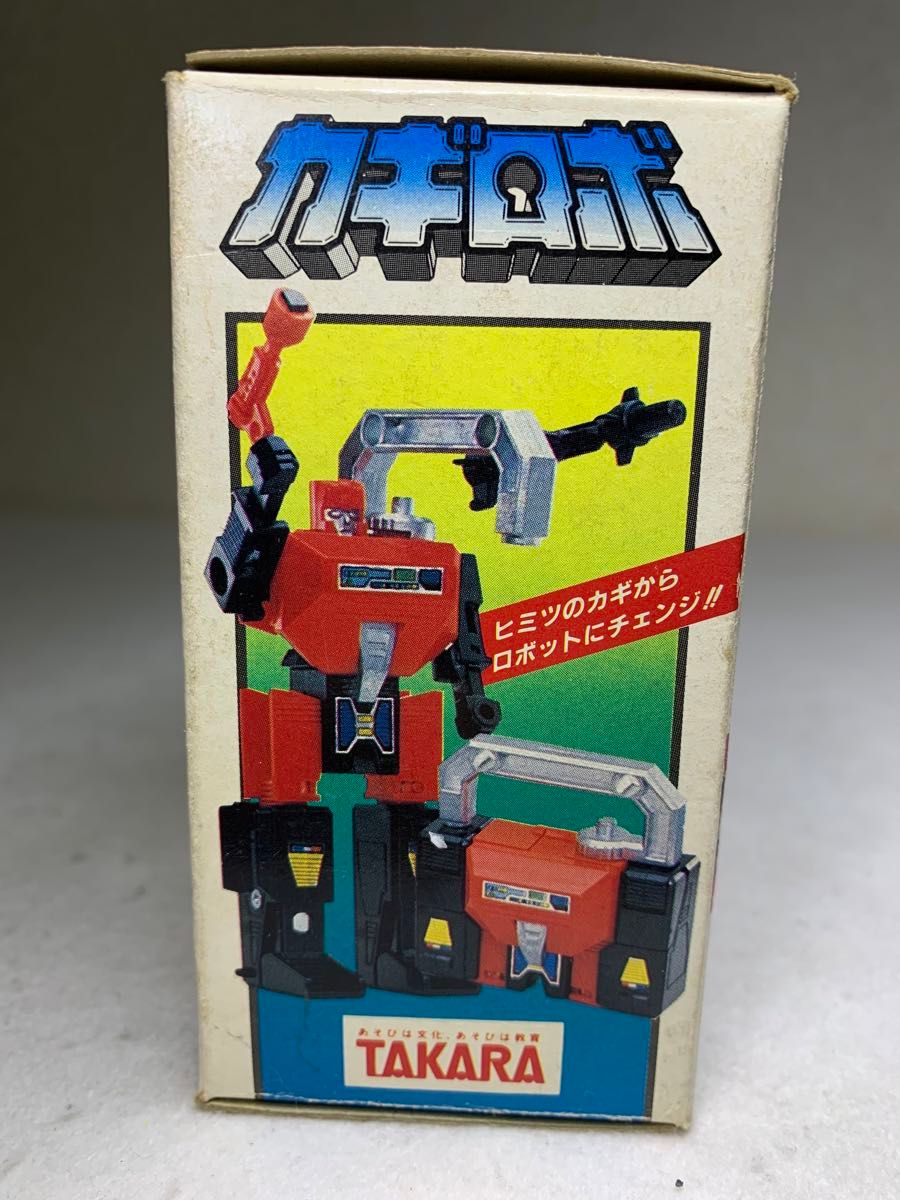 カギロボ
ヒミツのカギから
ロボットにチェンジ!!
あそびは文化、あそびは教育
TAKARA